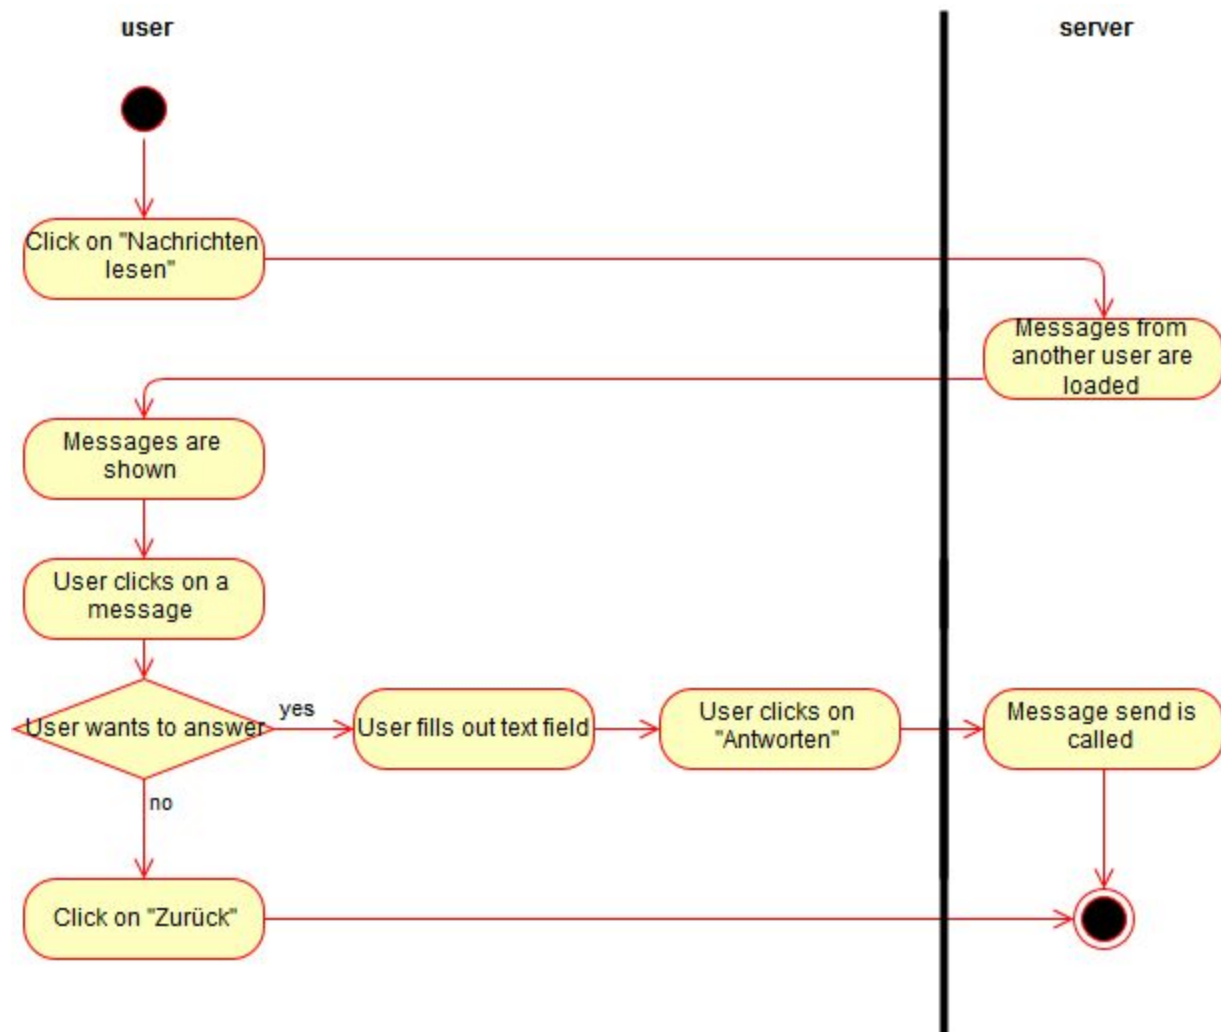 user
server
Click on "Nachrichten
lesen"
Messages from
another user are
loaded
Messages are
shown
User clicks on a
message
User wants to answer
yes
User fills out text field
User clicks on
"Antworten"
Message send is
called
no
Click on "Zurück"